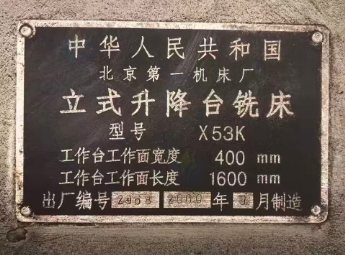 中华人民共和国
北京第一机床厂
立式升降台铣床
型号 X53K
工作台工作面宽度 400 mm
工作台工作面长度 1600 mm
出厂编号 2000 年 月制造